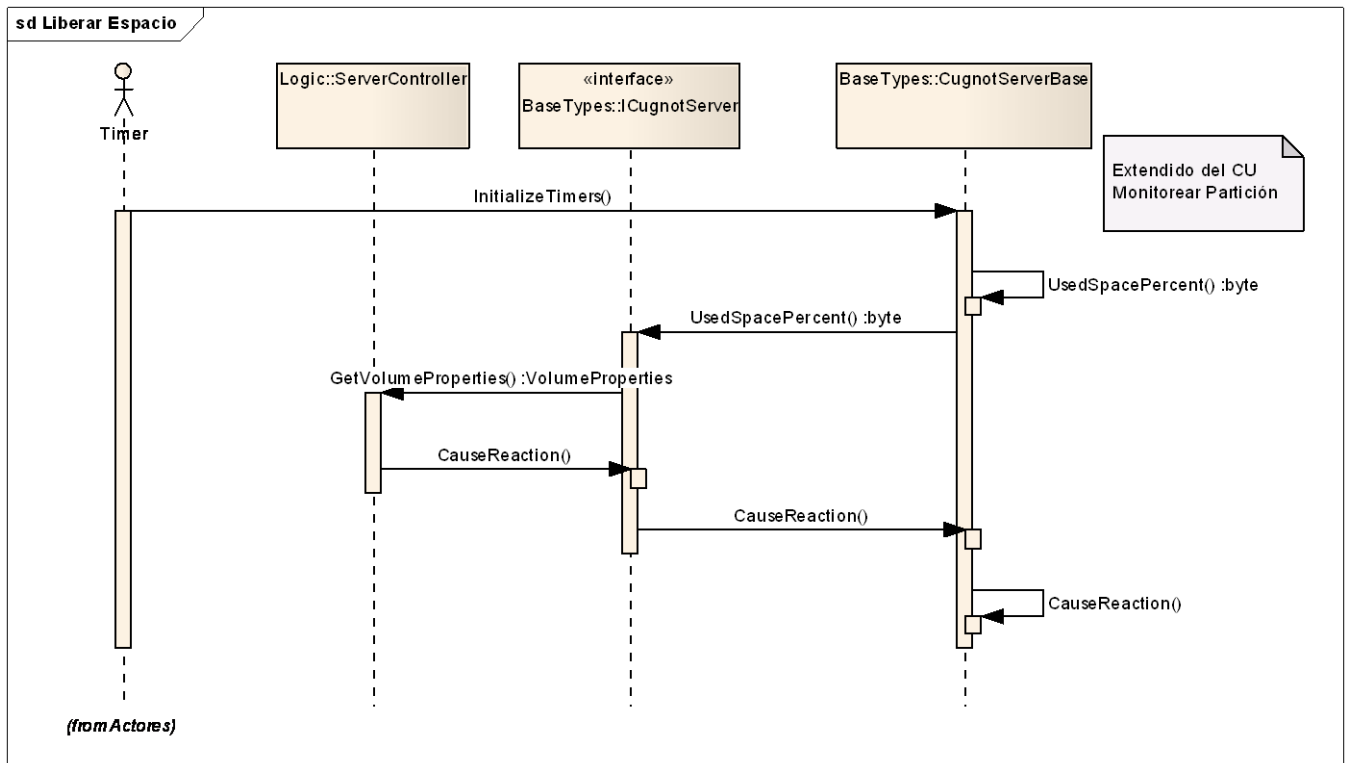 sd Liberar Espacio
Timer
Logic::ServerController
«interface»
BaseTypes::ICugnotServer
BaseTypes::CugnotServerBase
Extendido del CU
Monitorear Partición
InitializeTimers()
UsedSpacePercent() :byte
UsedSpacePercent() :byte
GetVolumeProperties() :VolumeProperties
CauseReaction()
CauseReaction()
CauseReaction()
(from Actores)